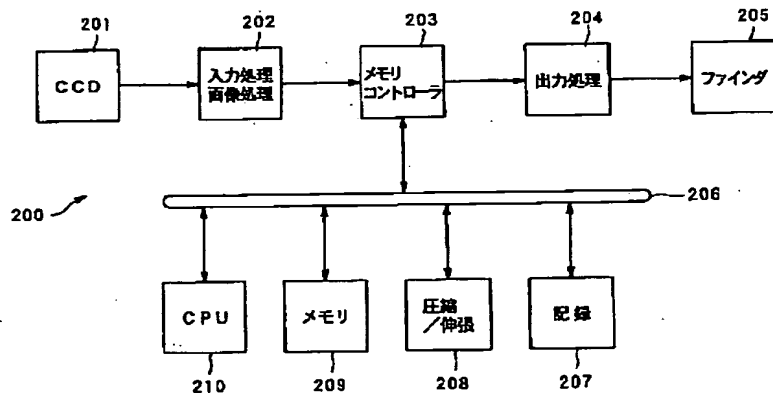 201
202
203
204
205
CCD
入力処理
画像処理
メモリ
コントローラ
出力処理
ファインダ
200
206
CPU
メモリ
圧縮
/伸張
記録
210
209
208
207